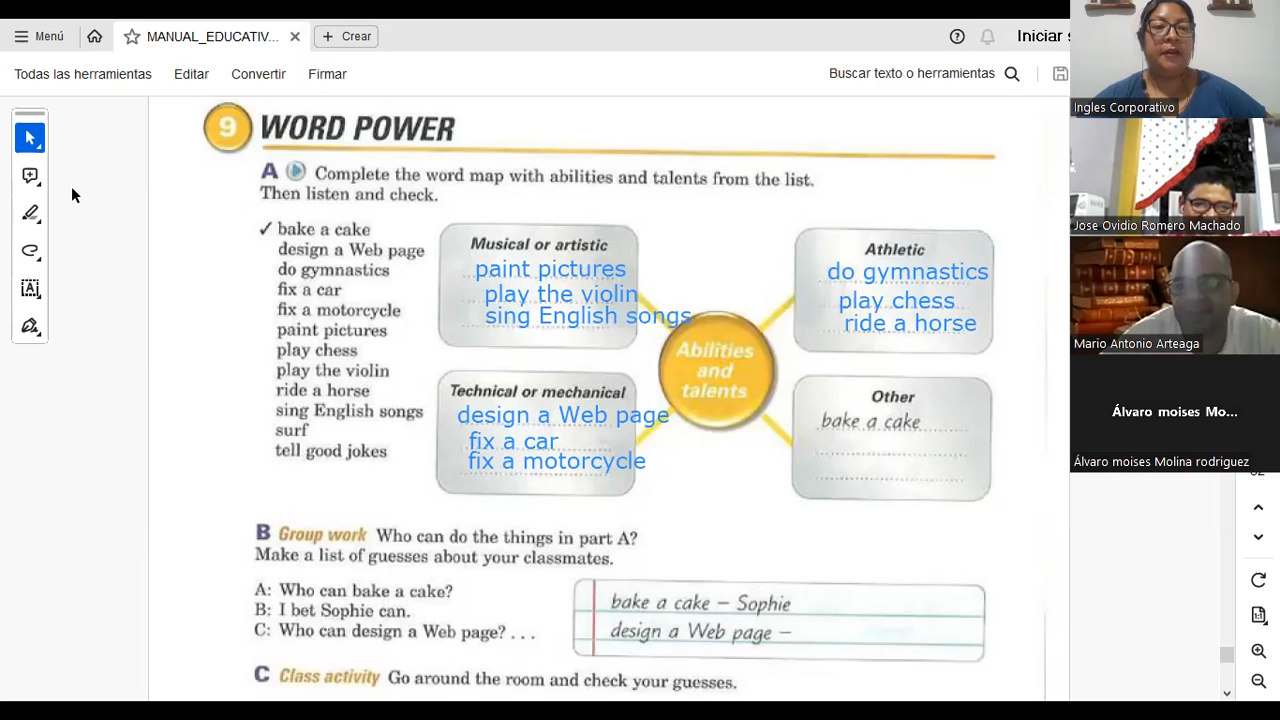 Menú
MANUAL_EDUCATIV...
Crear
Iniciar s
Todas las herramientas
Editar
Convertir
Firmar
Buscar texto o herramientas
9 WORD POWER
A Complete the word map with abilities and talents from the list.
Then listen and check.
✓ bake a cake
design a Web page
do gymnastics
fix a car
fix a motorcycle
paint pictures
play chess
play the violin
ride a horse
sing English songs
surf
tell good jokes
Musical or artistic
paint pictures
play the violin
sing English songs
Athletic
do gymnastics
play chess
ride a horse
Abilities
and
talents
Technical or mechanical
design a Web page
fix a car
fix a motorcycle
Other
bake a cake
B Group work Who can do the things in part A?
Make a list of guesses about your classmates.
A: Who can bake a cake?
B: I bet Sophie can.
C: Who can design a Web page? . . .
bake a cake – Sophie
design a Web page –
C Class activity Go around the room and check your guesses.
Ingles Corporativo
Jose Ovidio Romero Machado
Mario Antonio Arteaga
Álvaro moises Mo...
Álvaro moises Molina rodriguez